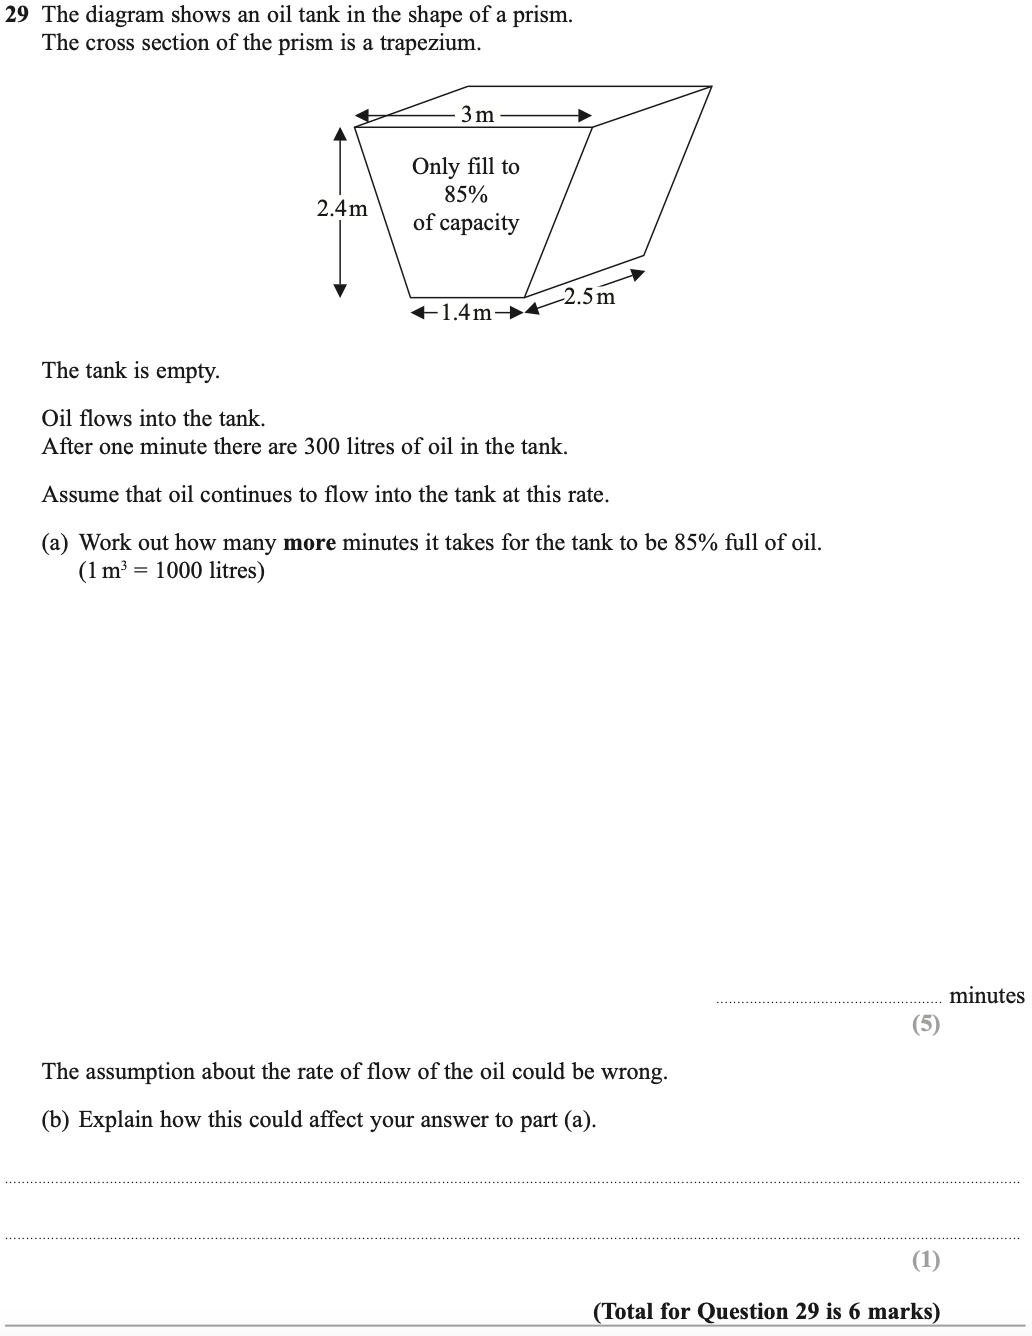 29 The diagram shows an oil tank in the shape of a prism.
The cross section of the prism is a trapezium.
3 m
Only fill to
85%
of capacity
2.4 m
2.5 m
1.4 m
The tank is empty.
Oil flows into the tank.
After one minute there are 300 litres of oil in the tank.
Assume that oil continues to flow into the tank at this rate.
(a) Work out how many more minutes it takes for the tank to be 85% full of oil.
(1 m³ = 1000 litres)
minutes
(5)
The assumption about the rate of flow of the oil could be wrong.
(b) Explain how this could affect your answer to part (a).
(1)
(Total for Question 29 is 6 marks)